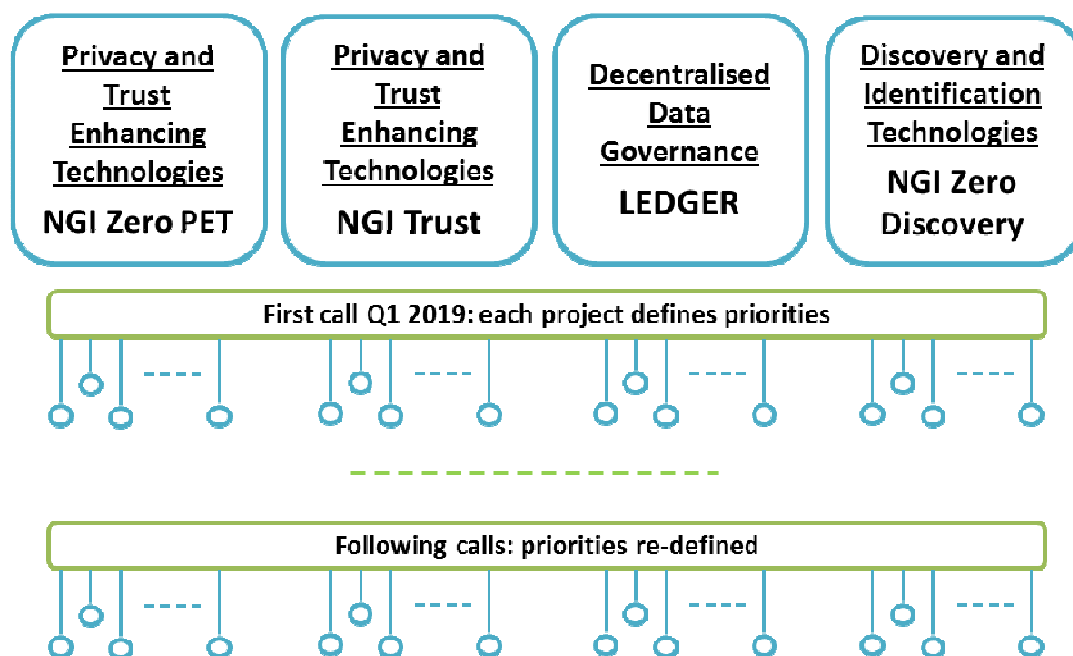 Privacy and
Trust
Enhancing
Technologies
NGI Zero PET
Privacy and
Trust
Enhancing
Technologies
NGI Trust
Decentralised
Data
Governance
LEDGER
Discovery and
Identification
Technologies
NGI Zero
Discovery
First call Q1 2019: each project defines priorities
Following calls: priorities re-defined